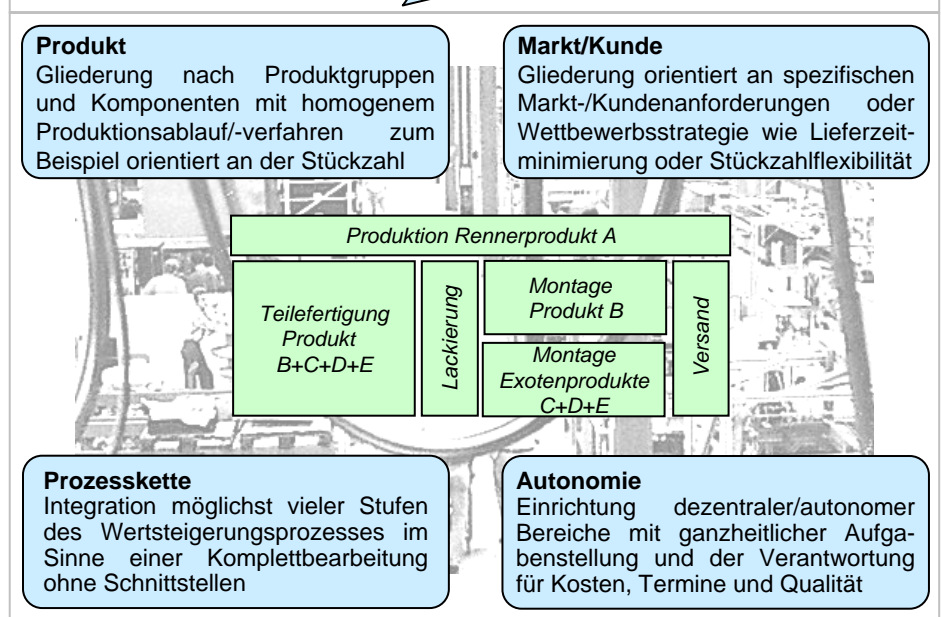 Produkt
Gliederung nach Produktgruppen
und Komponenten mit homogenem
Produktionsablauf/-verfahren zum
Beispiel orientiert an der Stückzahl
Markt/Kunde
Gliederung orientiert an spezifischen
Markt-/Kundenanforderungen oder
Wettbewerbsstrategie wie Lieferzeit-
minimierung oder Stückzahlflexibilität
Produktion Rennerprodukt A
Teilefertigung
Produkt
B+C+D+E
Lackierung
Montage
Produkt B
Montage
Exotenprodukte
C+D+E
Versand
Prozesskette
Integration möglichst vieler Stufen
des Wertsteigerungsprozesses im
Sinne einer Komplettbearbeitung
ohne Schnittstellen
Autonomie
Einrichtung dezentraler/autonomer
Bereiche mit ganzheitlicher Aufga-
benstellung und der Verantwortung
für Kosten, Termine und Qualität